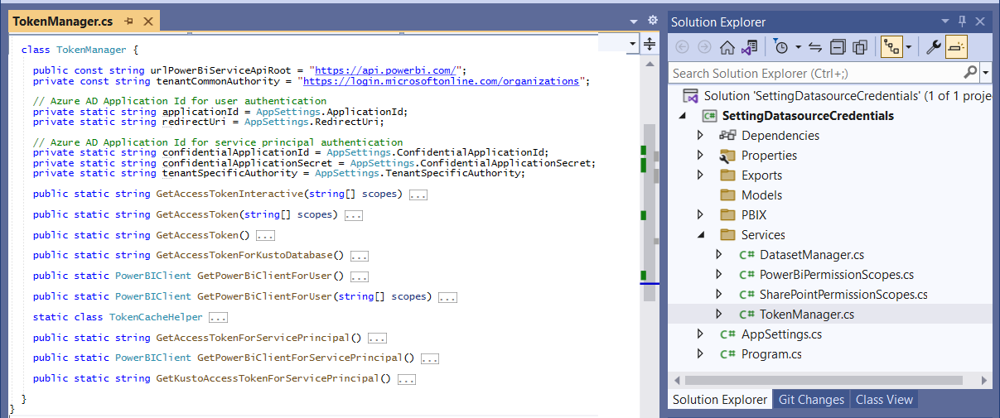 TokenManager.cs
class TokenManager {
public const string urlPowerBiServiceApiRoot = "https://api.powerbi.com/";
private const string tenantCommonAuthority = "https://login.microsoftonline.com/organizations";
// Azure AD Application Id for user authentication
private static string applicationId = AppSettings.ApplicationId;
private static string redirectUri = AppSettings.RedirectUri;
// Azure AD Application Id for service principal authentication
private static string confidentialApplicationId = AppSettings.ConfidentialApplicationId;
private static string confidentialApplicationSecret = AppSettings.ConfidentialApplicationSecret;
private static string tenantSpecificAuthority = AppSettings.TenantSpecificAuthority;
public static string GetAccessTokenInteractive(string[] scopes) ...
public static string GetAccessToken(string[] scopes) ...
public static string GetAccessToken() ...
public static string GetAccessTokenForKustoDatabase() ...
public static PowerBIClient GetPowerBiClientForUser() ...
public static PowerBIClient GetPowerBiClientForUser(string[] scopes) ...
static class TokenCacheHelper ...
public static string GetAccessTokenForServicePrincipal() ...
public static PowerBIClient GetPowerBiClientForServicePrincipal() ...
public static string GetKustoAccessTokenForServicePrincipal() ...
}
}
Solution Explorer
Search Solution Explorer (Ctrl+;)
Solution 'SettingDatasourceCredentials' (1 of 1 proje
C# SettingDatasourceCredentials
Dependencies
Properties
Exports
Models
PBIX
Services
C# DatasetManager.cs
C# PowerBiPermissionScopes.cs
C# SharePointPermissionScopes.cs
C# TokenManager.cs
C# AppSettings.cs
C# Program.cs
Solution Explorer Git Changes Class View